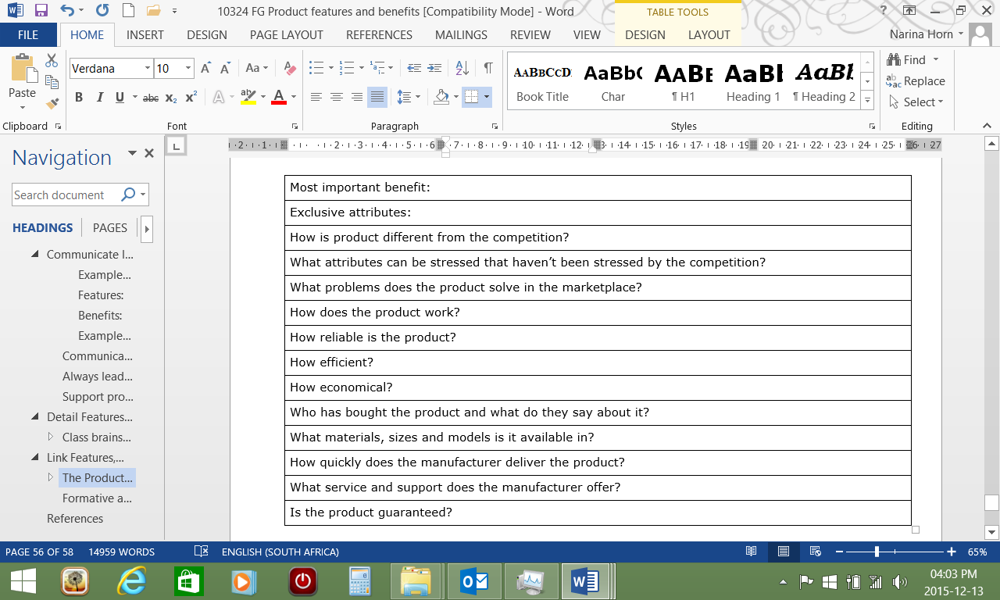 10324 FG Product features and benefits [Compatibility Mode] - Word
TABLE TOOLS
FILE HOME INSERT DESIGN PAGE LAYOUT REFERENCES MAILINGS REVIEW VIEW DESIGN LAYOUT Narina Horn
Paste
Verdana 10
Aa
B I U abc x₂ x² A ab A
AABBCCD AaBbC AABB AaBb AaBb
Book Title Char ¶ H1 Heading 1 ¶ Heading 2
Find
Replace
Select
Clipboard Font Paragraph Styles Editing
2 1 1 2 3 4 5 6 7 8 9 10 11 12 13 14 15 16 17 18 19 20 21 22 23 24 25 26 27
Navigation
Search document
HEADINGS PAGES
Communicate I...
Example...
Features:
Benefits:
Example...
Communica...
Always lead...
Support pro...
Detail Features...
Class brains...
Link Features,...
The Product...
Formative a...
References
Most important benefit:
Exclusive attributes:
How is product different from the competition?
What attributes can be stressed that haven’t been stressed by the competition?
What problems does the product solve in the marketplace?
How does the product work?
How reliable is the product?
How efficient?
How economical?
Who has bought the product and what do they say about it?
What materials, sizes and models is it available in?
How quickly does the manufacturer deliver the product?
What service and support does the manufacturer offer?
Is the product guaranteed?
PAGE 56 OF 58 14959 WORDS ENGLISH (SOUTH AFRICA) 65%
04:03 PM
2015-12-13